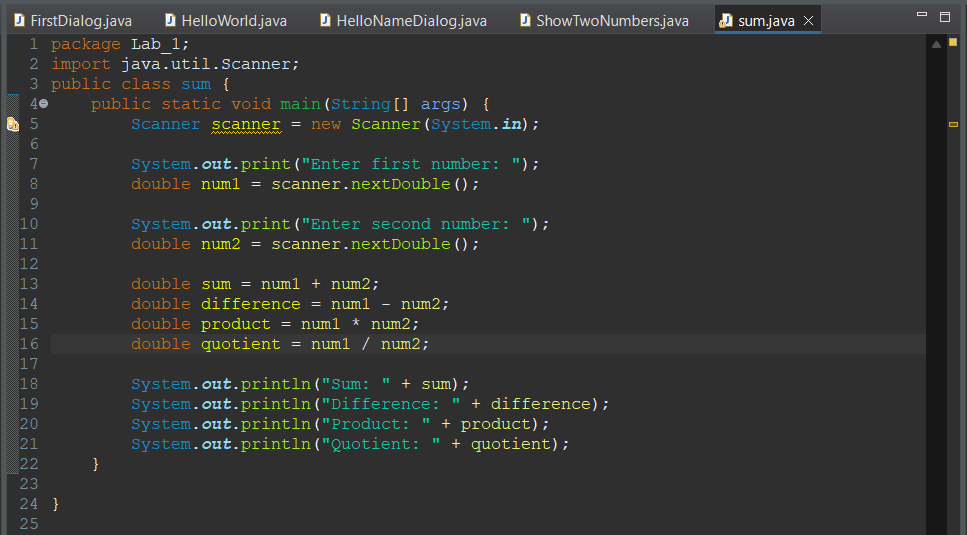 FirstDialog.java HelloWorld.java HelloNameDialog.java ShowTwoNumbers.java sum.java
1 package Lab_1;
2 import java.util.Scanner;
3 public class sum {
4 public static void main(String[] args) {
5 Scanner scanner = new Scanner(System.in);
6
7 System.out.print("Enter first number: ");
8 double num1 = scanner.nextDouble();
9
10 System.out.print("Enter second number: ");
11 double num2 = scanner.nextDouble();
12
13 double sum = num1 + num2;
14 double difference = num1 - num2;
15 double product = num1 * num2;
16 double quotient = num1 / num2;
17
18 System.out.println("Sum: " + sum);
19 System.out.println("Difference: " + difference);
20 System.out.println("Product: " + product);
21 System.out.println("Quotient: " + quotient);
22 }
23
24 }
25